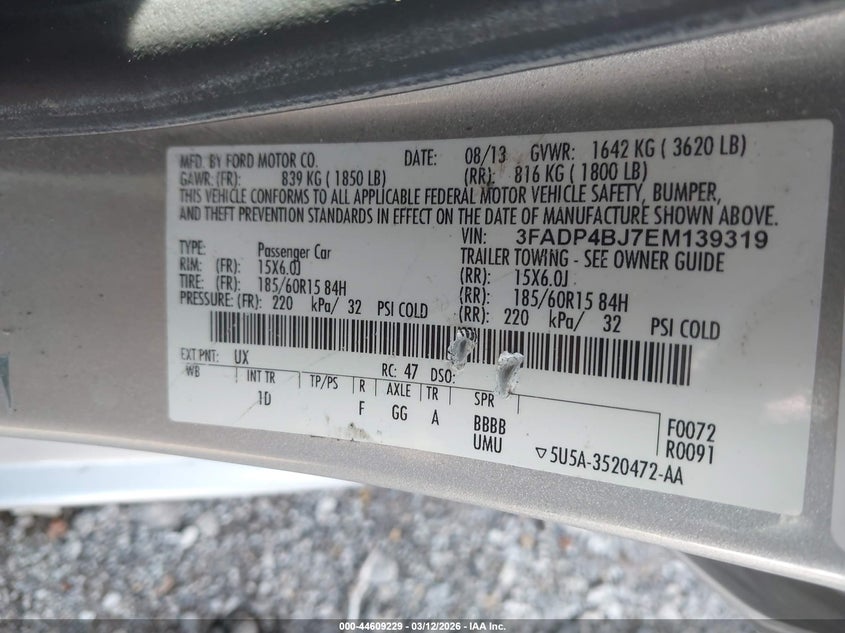 MFD. BY FORD MOTOR CO. DATE: 08/13 GVWR: 1642 KG ( 3620 LB)
GAWR: (FR): 839 KG ( 1850 LB) (RR): 816 KG ( 1800 LB)
THIS VEHICLE CONFORMS TO ALL APPLICABLE FEDERAL MOTOR VEHICLE SAFETY, BUMPER,
AND THEFT PREVENTION STANDARDS IN EFFECT ON THE DATE OF MANUFACTURE SHOWN ABOVE.
VIN: 3FADP4BJ7EM139319
TYPE: Passenger Car TRAILER TOWING - SEE OWNER GUIDE
RIM: (FR): 15X6.0J (RR): 15X6.0J
TIRE: (FR): 185/60R15 84H (RR): 185/60R15 84H
PRESSURE: (FR): 220 kPa/ 32 PSI COLD (RR): 220 kPa/ 32 PSI COLD
EXT PNT: UX RC: 47 DSO:
WB INT TR TP/PS R AXLE TR SPR
1D F GG A BBBB F0072
UMU R0091
▽5U5A-3520472-AA
000-44609229 - 03/12/2026 - IAA Inc.